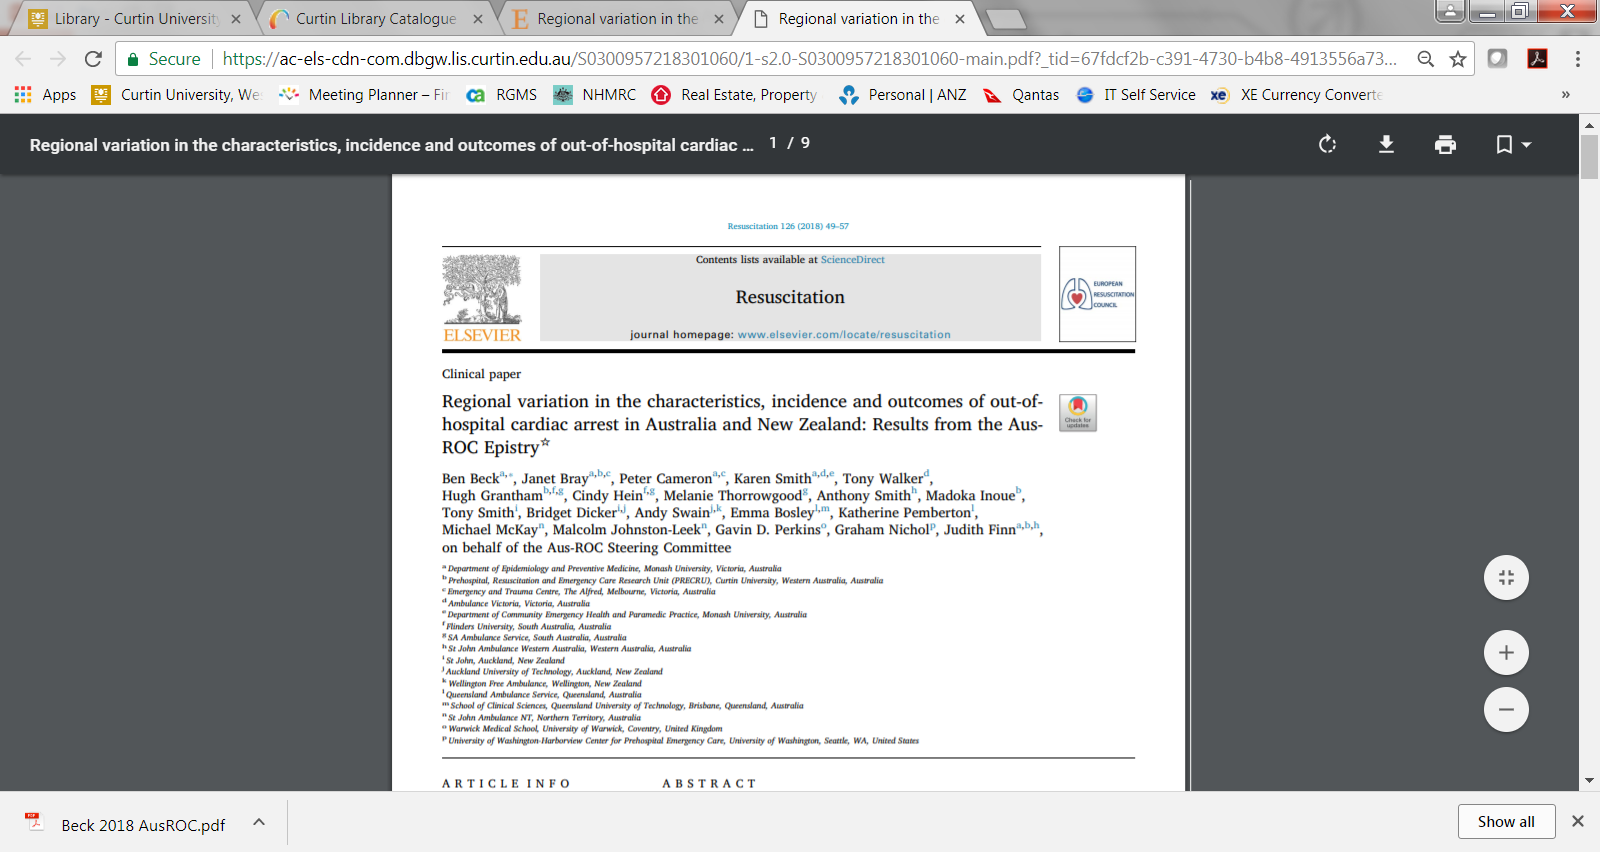 Library - Curtin University
Curtin Library Catalogue
Regional variation in the
Regional variation in the
Secure
https://ac-els-cdn-com.dbgw.lis.curtin.edu.au/S0300957218301060/1-s2.0-S0300957218301060-main.pdf?_tid=67fdcf2b-c391-4730-b4b8-4913556a73...
Apps
Curtin University, We
Meeting Planner – Fin
RGMS
NHMRC
Real Estate, Property
Personal | ANZ
Qantas
IT Self Service
XE Currency Converte
»
Regional variation in the characteristics, incidence and outcomes of out-of-hospital cardiac ... 1 / 9
Resuscitation 126 (2018) 49–57
Contents lists available at ScienceDirect
Resuscitation
journal homepage: www.elsevier.com/locate/resuscitation
ELSEVIER
EUROPEAN
RESUSCITATION
COUNCIL
Clinical paper
Regional variation in the characteristics, incidence and outcomes of out-of-
hospital cardiac arrest in Australia and New Zealand: Results from the Aus-
ROC Epistry☆
Check for
updates
Ben Beck a,*, Janet Bray a,b,c, Peter Cameron a,c, Karen Smith a,d,e, Tony Walker d,
Hugh Grantham b,f,g, Cindy Hein f,g, Melanie Thorrowgood g, Anthony Smith h, Madoka Inoue b,
Tony Smith i, Bridget Dicker i,j, Andy Swain j,k, Emma Bosley l,m, Katherine Pemberton l,
Michael McKay n, Malcolm Johnston-Leek n, Gavin D. Perkins o, Graham Nichol p, Judith Finn a,b,h,
on behalf of the Aus-ROC Steering Committee
a Department of Epidemiology and Preventive Medicine, Monash University, Victoria, Australia
b Prehospital, Resuscitation and Emergency Care Research Unit (PRECRU), Curtin University, Western Australia, Australia
c Emergency and Trauma Centre, The Alfred, Melbourne, Victoria, Australia
d Ambulance Victoria, Victoria, Australia
e Department of Community Emergency Health and Paramedic Practice, Monash University, Australia
f Flinders University, South Australia, Australia
g SA Ambulance Service, South Australia, Australia
h St John Ambulance Western Australia, Western Australia, Australia
i St John, Auckland, New Zealand
j Auckland University of Technology, Auckland, New Zealand
k Wellington Free Ambulance, Wellington, New Zealand
l Queensland Ambulance Service, Queensland, Australia
m School of Clinical Sciences, Queensland University of Technology, Brisbane, Queensland, Australia
n St John Ambulance NT, Northern Territory, Australia
o Warwick Medical School, University of Warwick, Coventry, United Kingdom
p University of Washington-Harborview Center for Prehospital Emergency Care, University of Washington, Seattle, WA, United States
ARTICLE INFO
ABSTRACT
Beck 2018 AusROC.pdf
Show all